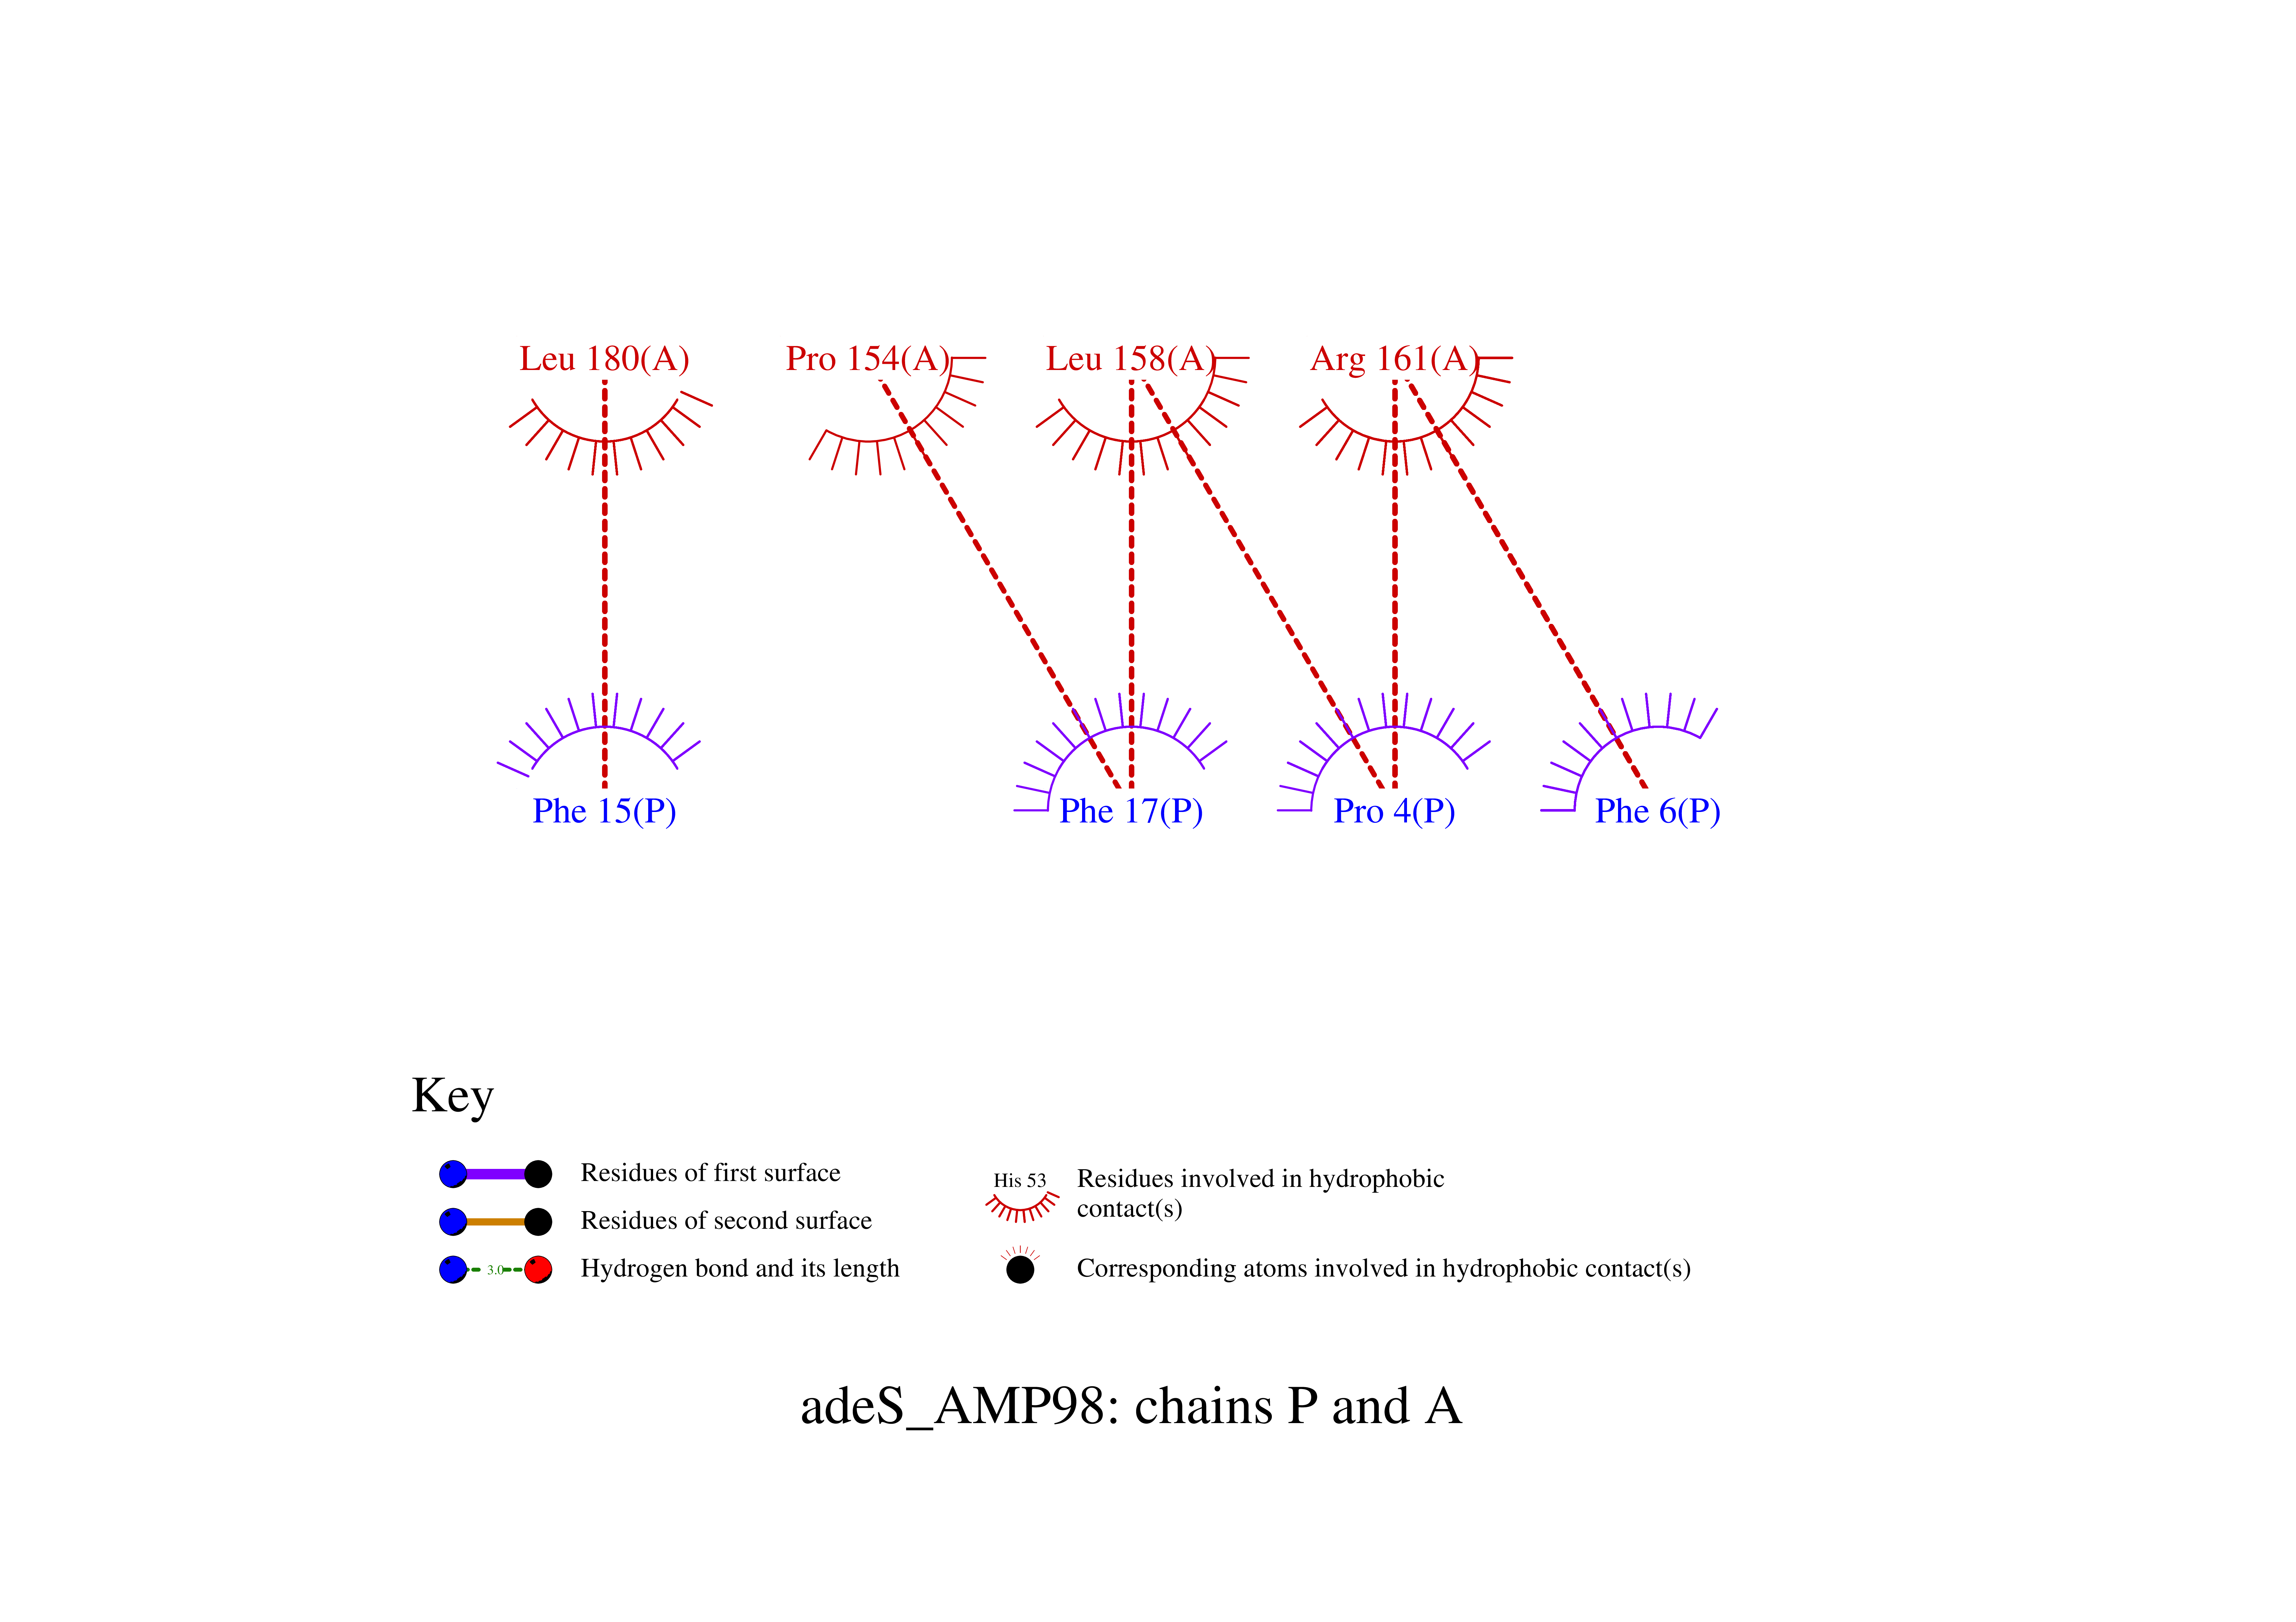 Leu 180(A) Pro 154(A) Leu 158(A) Arg 161(A)
Phe 15(P) Phe 17(P) Pro 4(P) Phe 6(P)
Key
Residues of first surface
Residues of second surface
3.0 Hydrogen bond and its length
His 53 Residues involved in hydrophobic
contact(s)
Corresponding atoms involved in hydrophobic contact(s)
adeS_AMP98: chains P and A